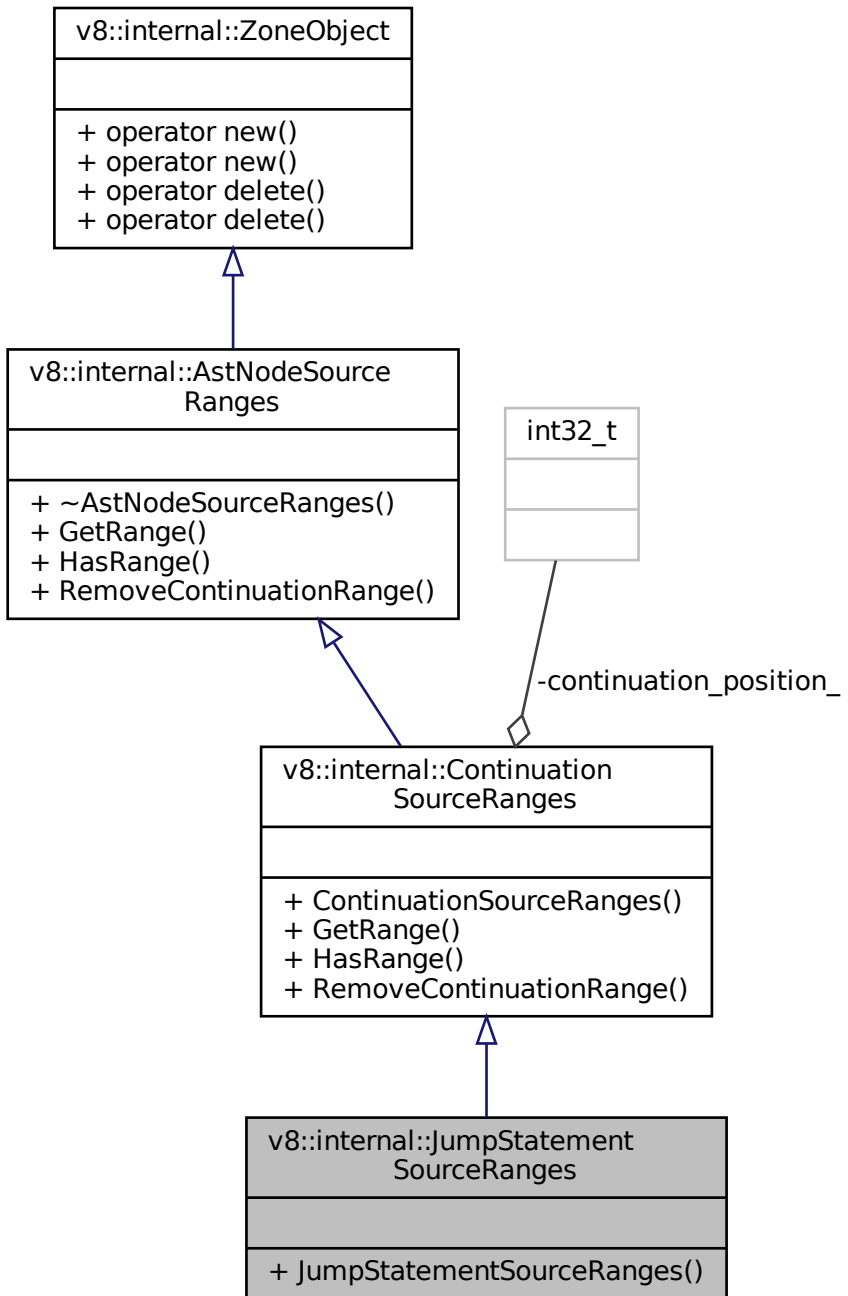 v8::internal::ZoneObject
+ operator new()
+ operator new()
+ operator delete()
+ operator delete()
v8::internal::AstNodeSource
Ranges
+ ~AstNodeSourceRanges()
+ GetRange()
+ HasRange()
+ RemoveContinuationRange()
int32_t
-continuation_position_
v8::internal::Continuation
SourceRanges
+ ContinuationSourceRanges()
+ GetRange()
+ HasRange()
+ RemoveContinuationRange()
v8::internal::JumpStatement
SourceRanges
+ JumpStatementSourceRanges()